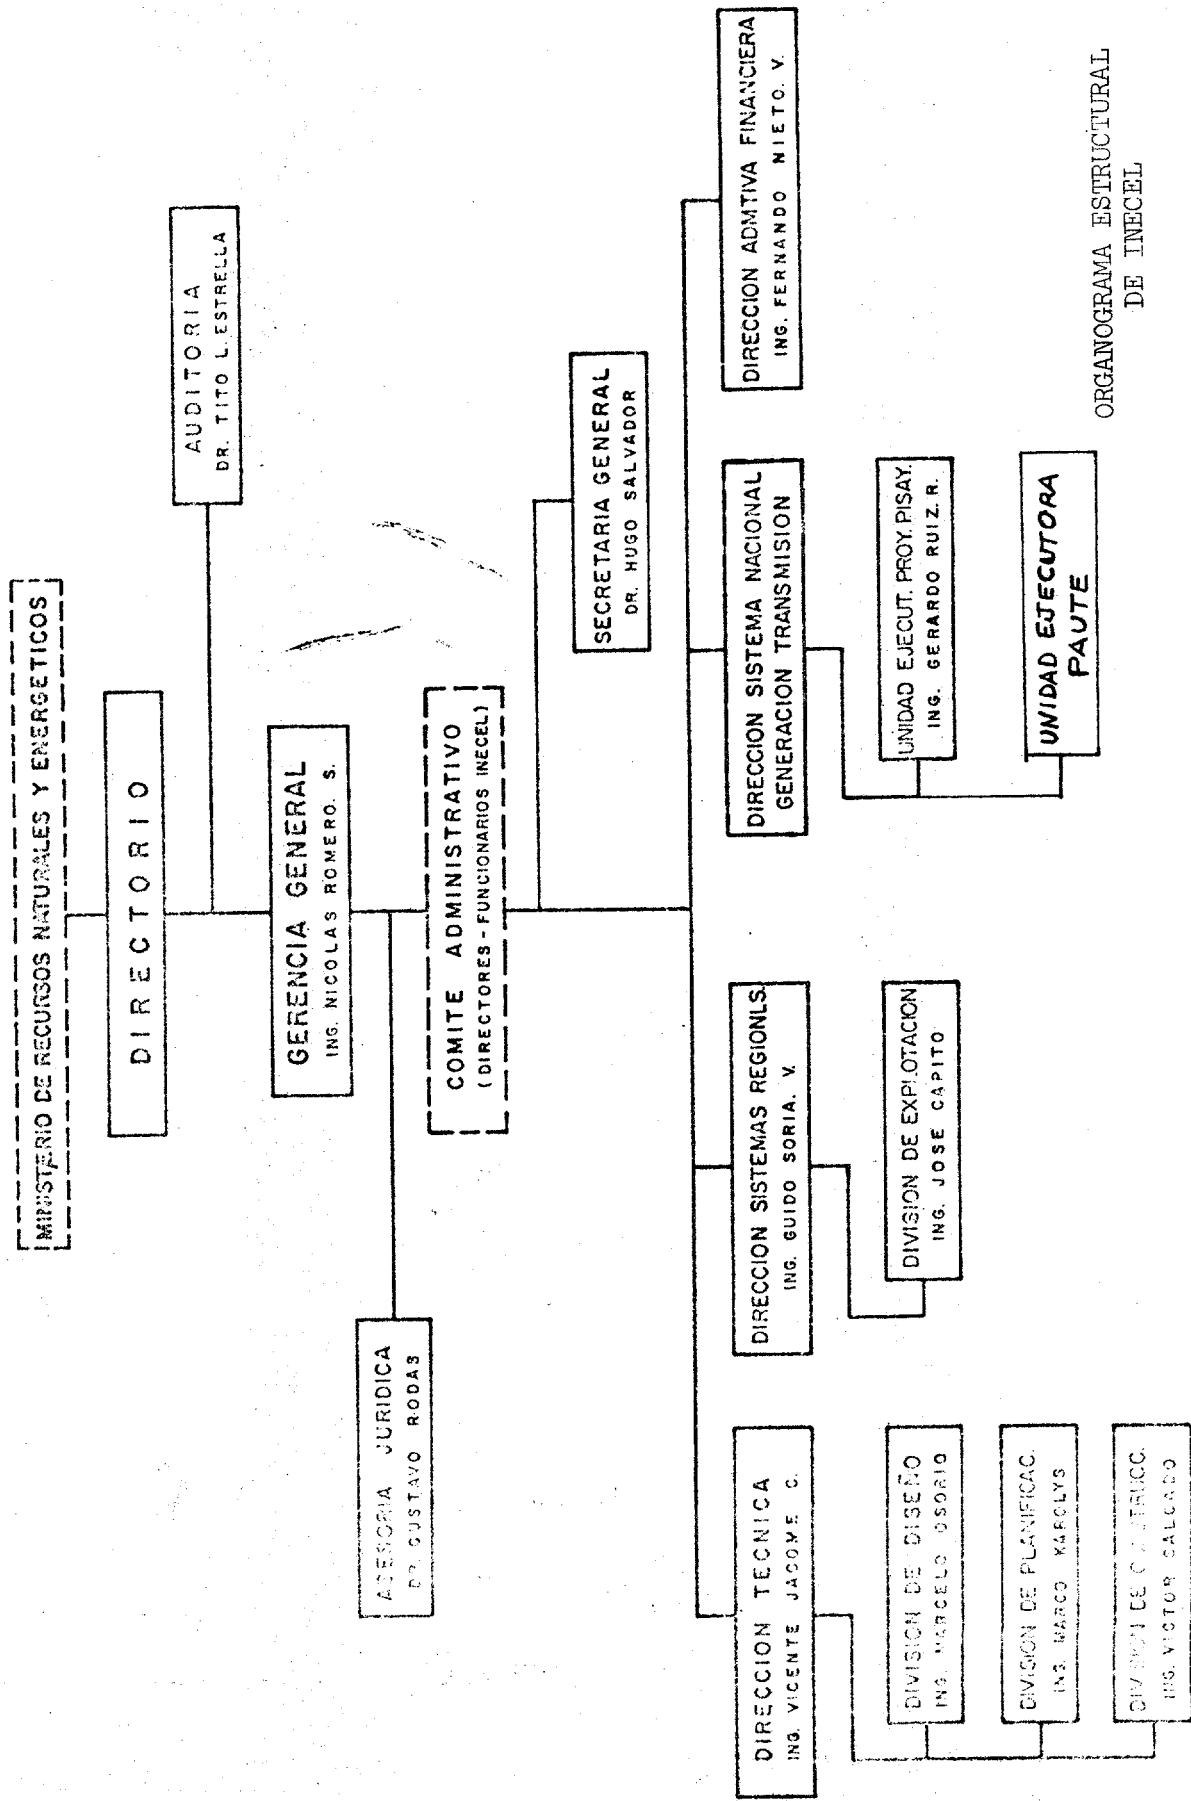 MINISTERIO DE RECURSOS NATURALES Y ENERGETICOS
DIRECTORIO
AUDITORIA
DR. TITO L. ESTRELLA
GERENCIA GENERAL
ING. NICOLAS ROMERO. S.
ASESORIA JURIDICA
DR. GUSTAVO RODAS
COMITE ADMINISTRATIVO
(DIRECTORES - FUNCIONARIOS INECEL)
SECRETARIA GENERAL
DR. HUGO SALVADOR
DIRECCION TECNICA
ING. VICENTE JACOME C.
DIVISION DE DISEÑO
ING. MARCELO OSORIO
DIVISION DE PLANIFICAC.
ING. MARCO KAROLYS
DIVISION DE
ING. VICTOR SALGADO
DIRECCION SISTEMAS REGIONLS.
ING. GUIDO SORIA. V.
DIVISION DE EXPLOTACION
ING. JOSE CAPITO
DIRECCION SISTEMA NACIONAL
GENERACION TRANSMISION
UNIDAD EJECUT. PROY. PISAY.
ING. GERARDO RUIZ. R.
UNIDAD EJECUTORA
PAUTE
DIRECCION ADMTIVA FINANCIERA
ING. FERNANDO NIETO. V.
ORGANOGRAMA ESTRUCTURAL
DE INECEL